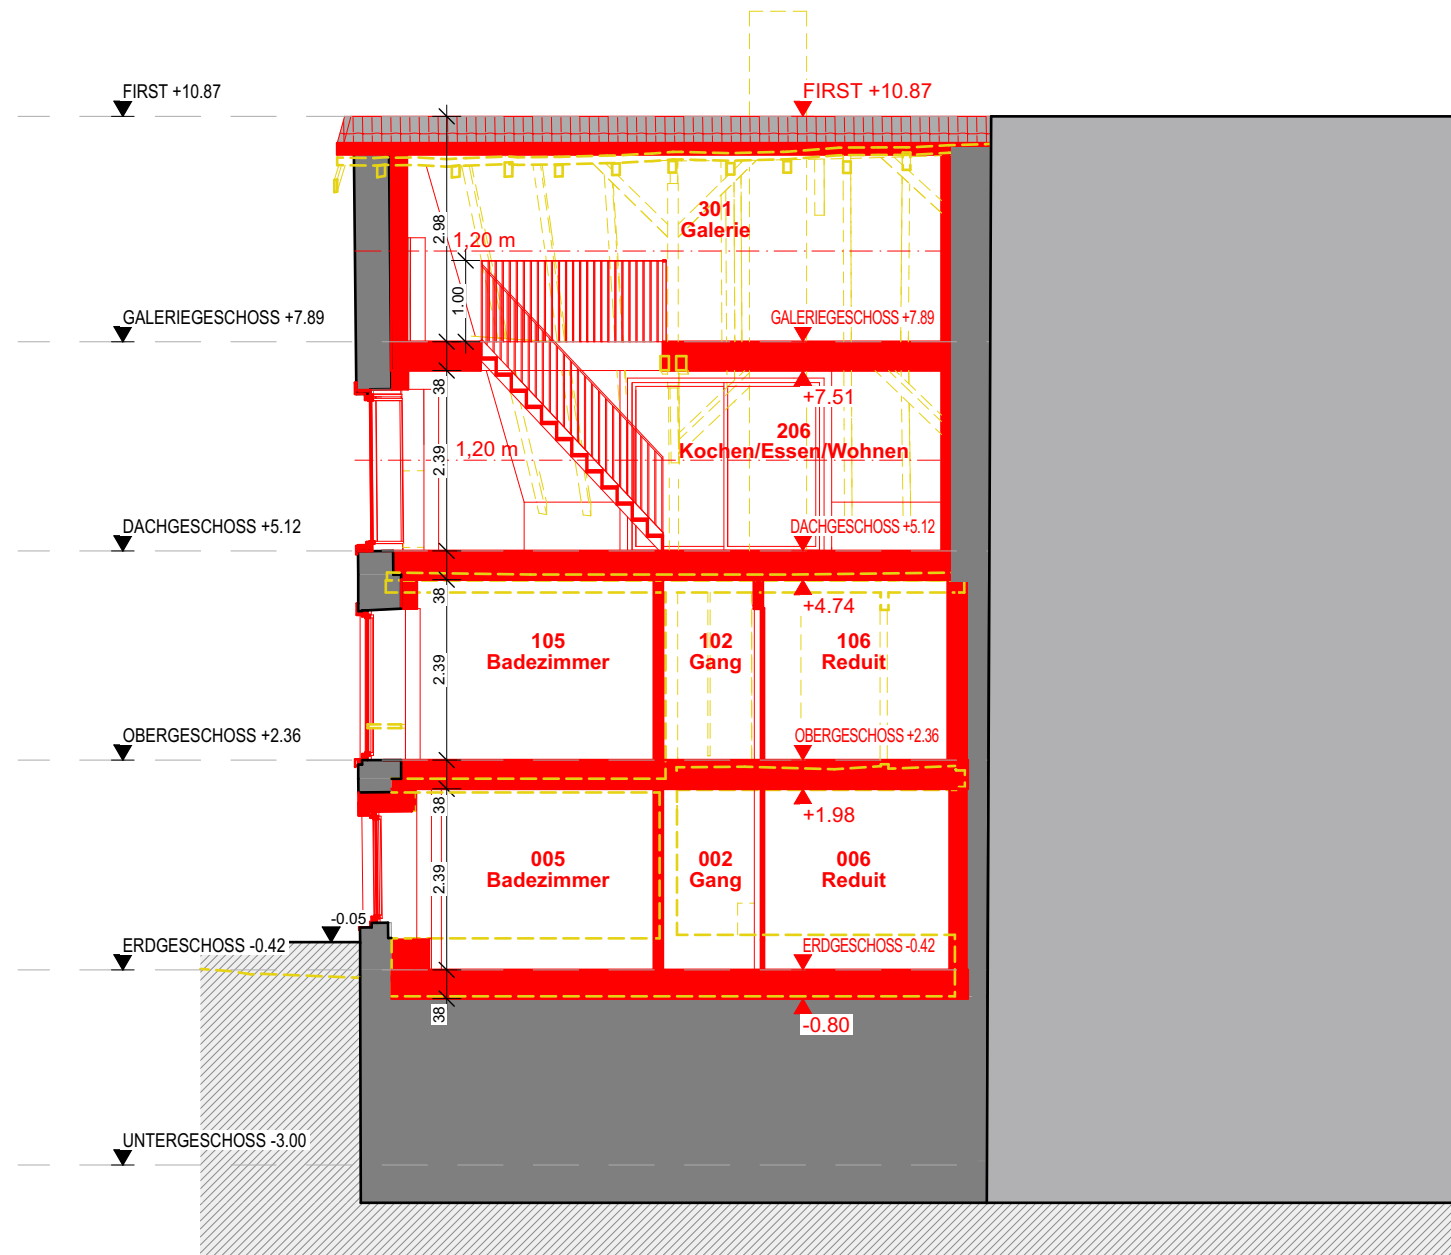 FIRST +10.87
FIRST +10.87
301
Galerie
2.98
1,20 m
1.00
GALERIEGESCHOSS +7.89
GALERIEGESCHOSS +7.89
38
+7.51
206
Kochen/Essen/Wohnen
1,20 m
2.39
DACHGESCHOSS +5.12
DACHGESCHOSS +5.12
38
+4.74
105
Badezimmer
102
Gang
106
Reduit
2.39
OBERGESCHOSS +2.36
OBERGESCHOSS +2.36
38
+1.98
005
Badezimmer
002
Gang
006
Reduit
2.39
-0.05
ERDGESCHOSS -0.42
ERDGESCHOSS -0.42
38
-0.80
UNTERGESCHOSS -3.00